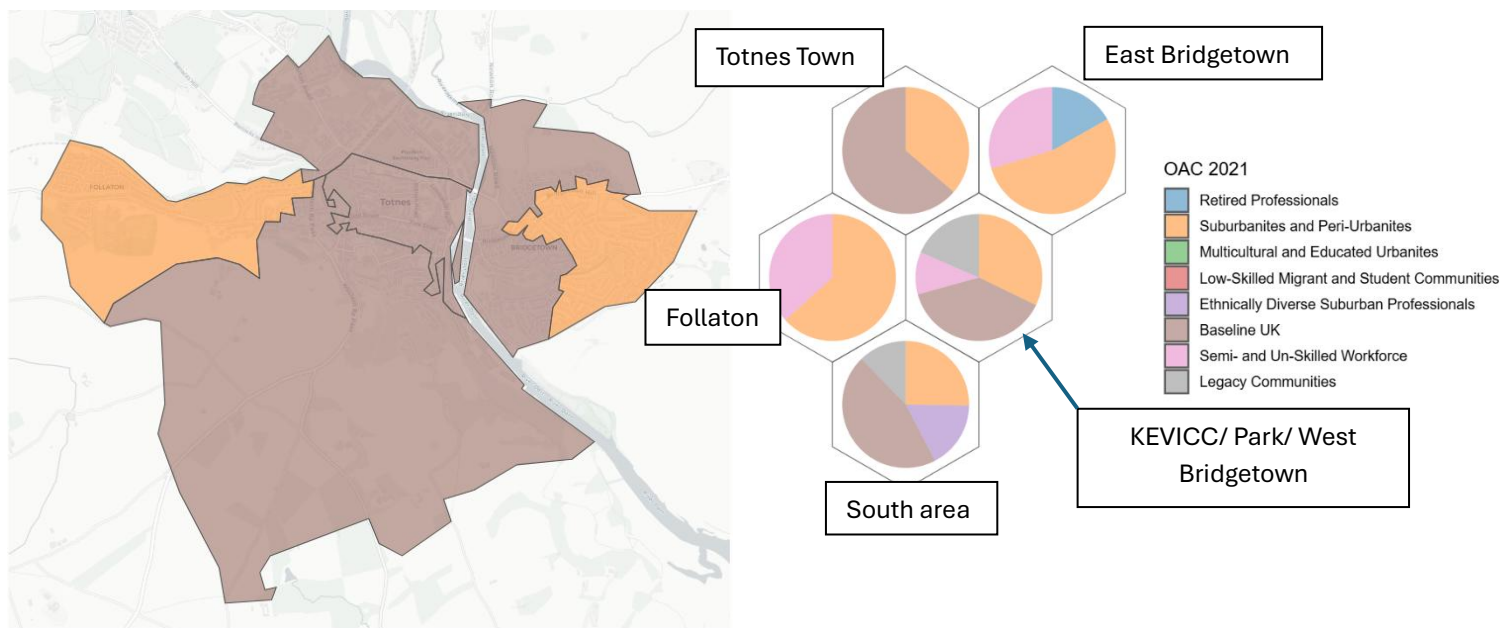 Totnes Town
East Bridgetown
FOLLATON
Totnes
BRIDGETOWN
Follaton
South area
KEVICC/ Park/ West
Bridgetown
OAC 2021
Retired Professionals
Suburbanites and Peri-Urbanites
Multicultural and Educated Urbanites
Low-Skilled Migrant and Student Communities
Ethnically Diverse Suburban Professionals
Baseline UK
Semi- and Un-Skilled Workforce
Legacy Communities